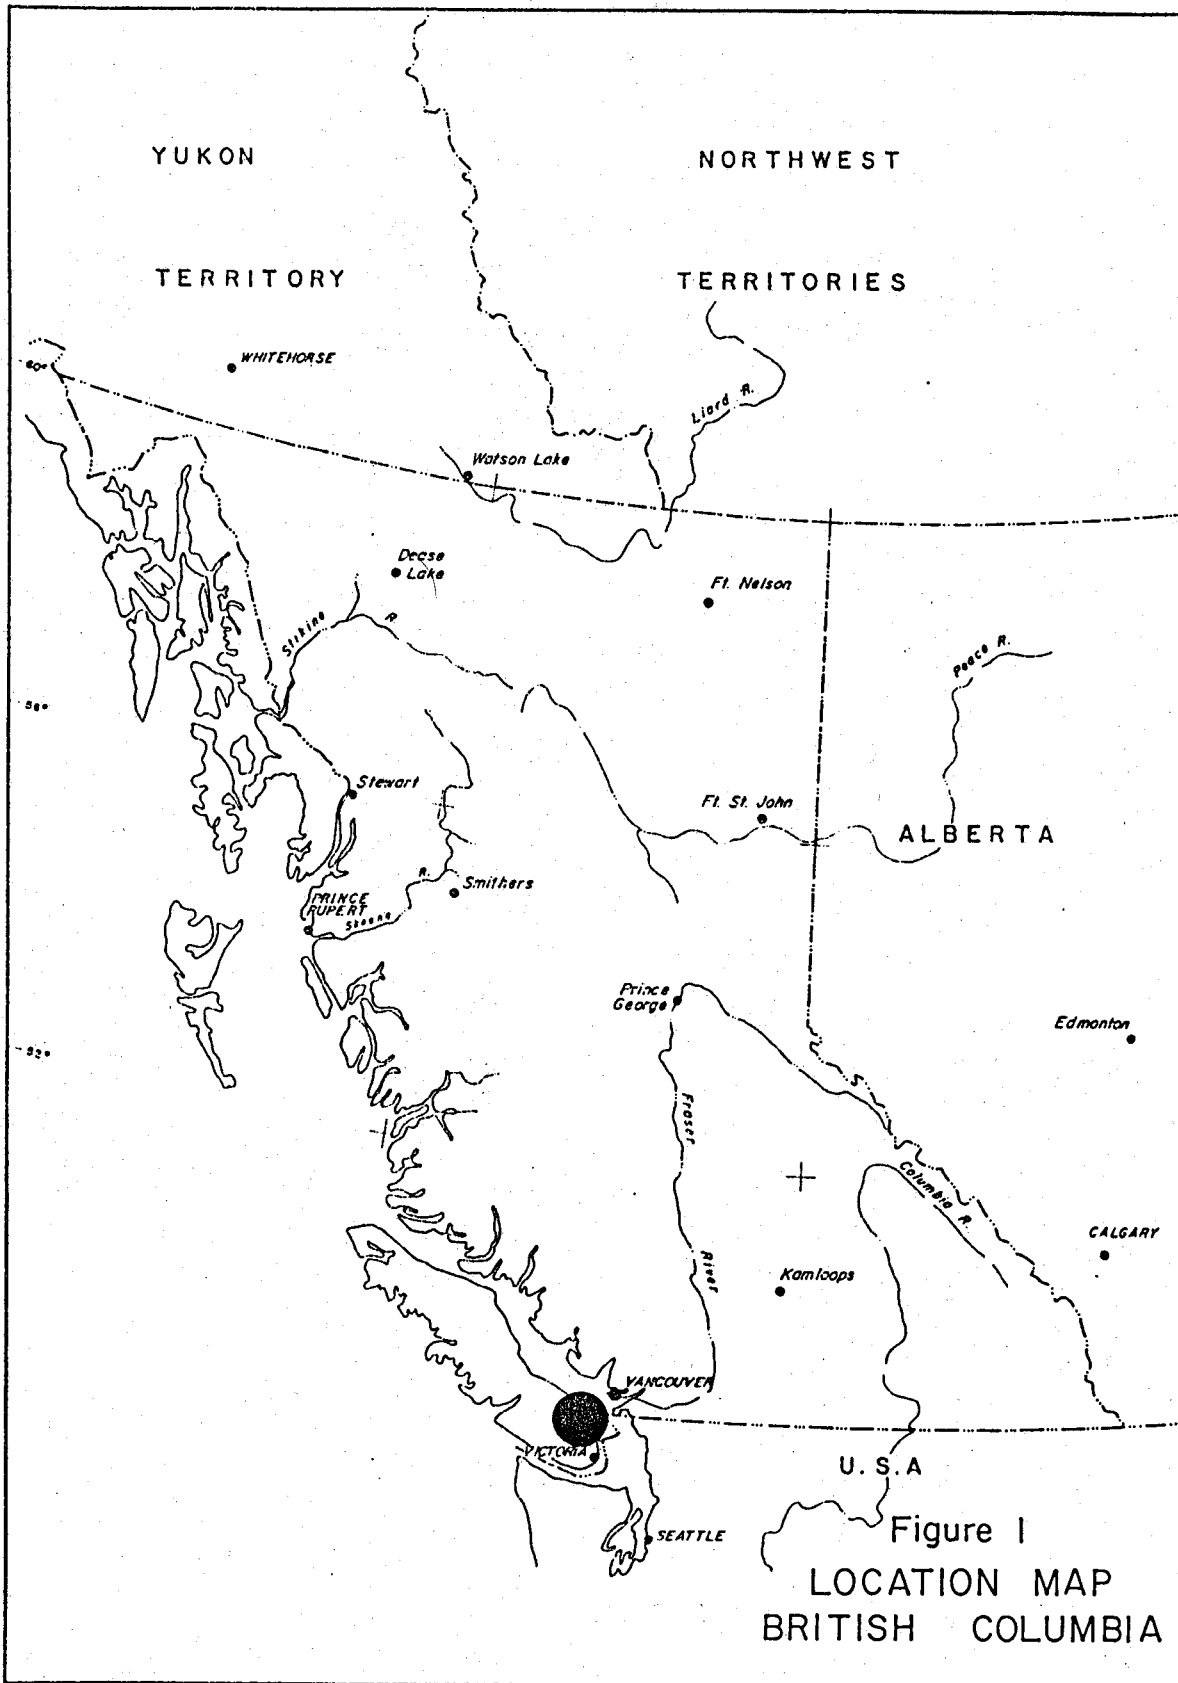 YUKON
NORTHWEST
TERRITORY
TERRITORIES
WHITEHORSE
60°
Liard R.
Watson Lake
Dease
Lake
Ft. Nelson
Stikine R.
Peace R.
56°
Stewart
Ft. St. John
ALBERTA
Smithers
PRINCE
RUPERT
Skeena R.
Prince
George
Edmonton
52°
Fraser River
Columbia R.
CALGARY
Kamloops
VANCOUVER
VICTORIA
U.S.A
SEATTLE
Figure 1
LOCATION MAP
BRITISH COLUMBIA